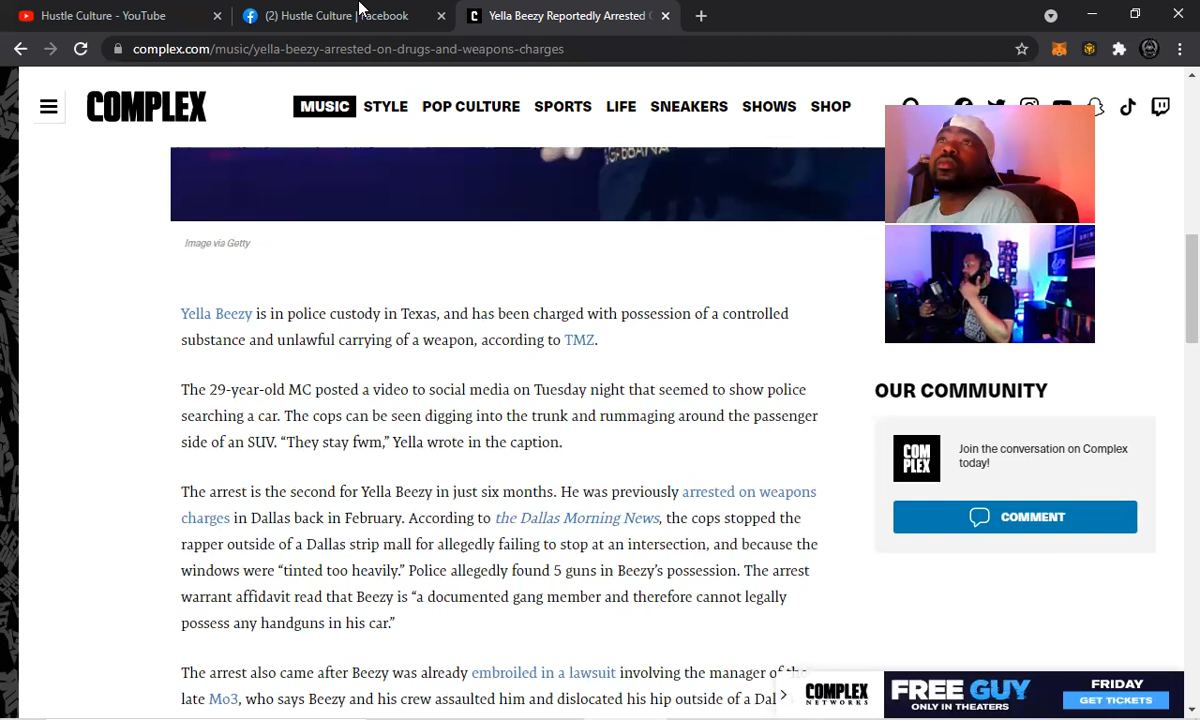 Hustle Culture - YouTube
(2) Hustle Culture | Facebook
Yella Beezy Reportedly Arrested
complex.com/music/yella-beezy-arrested-on-drugs-and-weapons-charges
COMPLEX
MUSIC STYLE POP CULTURE SPORTS LIFE SNEAKERS SHOWS SHOP
Image via Getty
Yella Beezy is in police custody in Texas, and has been charged with possession of a controlled
substance and unlawful carrying of a weapon, according to TMZ.
The 29-year-old MC posted a video to social media on Tuesday night that seemed to show police
searching a car. The cops can be seen digging into the trunk and rummaging around the passenger
side of an SUV. “They stay fwm,” Yella wrote in the caption.
The arrest is the second for Yella Beezy in just six months. He was previously arrested on weapons
charges in Dallas back in February. According to the Dallas Morning News, the cops stopped the
rapper outside of a Dallas strip mall for allegedly failing to stop at an intersection, and because the
windows were “tinted too heavily.” Police allegedly found 5 guns in Beezy’s possession. The arrest
warrant affidavit read that Beezy is “a documented gang member and therefore cannot legally
possess any handguns in his car.”
The arrest also came after Beezy was already embroiled in a lawsuit involving the manager of the
late Mo3, who says Beezy and his crew assaulted him and dislocated his hip outside of a Dal
OUR COMMUNITY
COM
PLEX
Join the conversation on Complex
today!
COMMENT
COMPLEX
NETWORKS
FREE GUY
ONLY IN THEATERS
FRIDAY
GET TICKETS